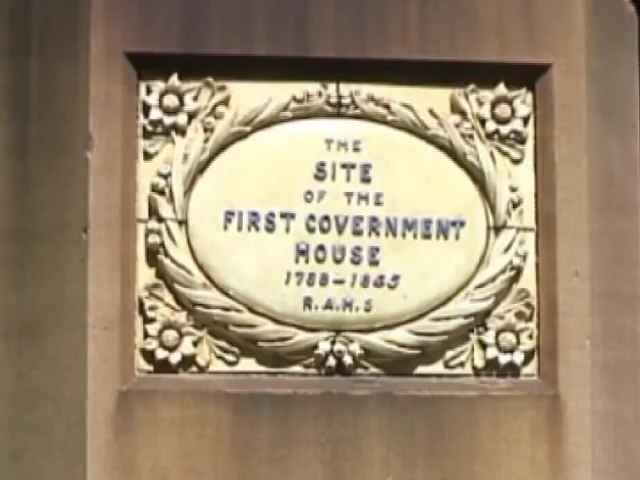 THE
SITE
OF THE
FIRST GOVERNMENT
HOUSE
1788-1845
R.A.H.S